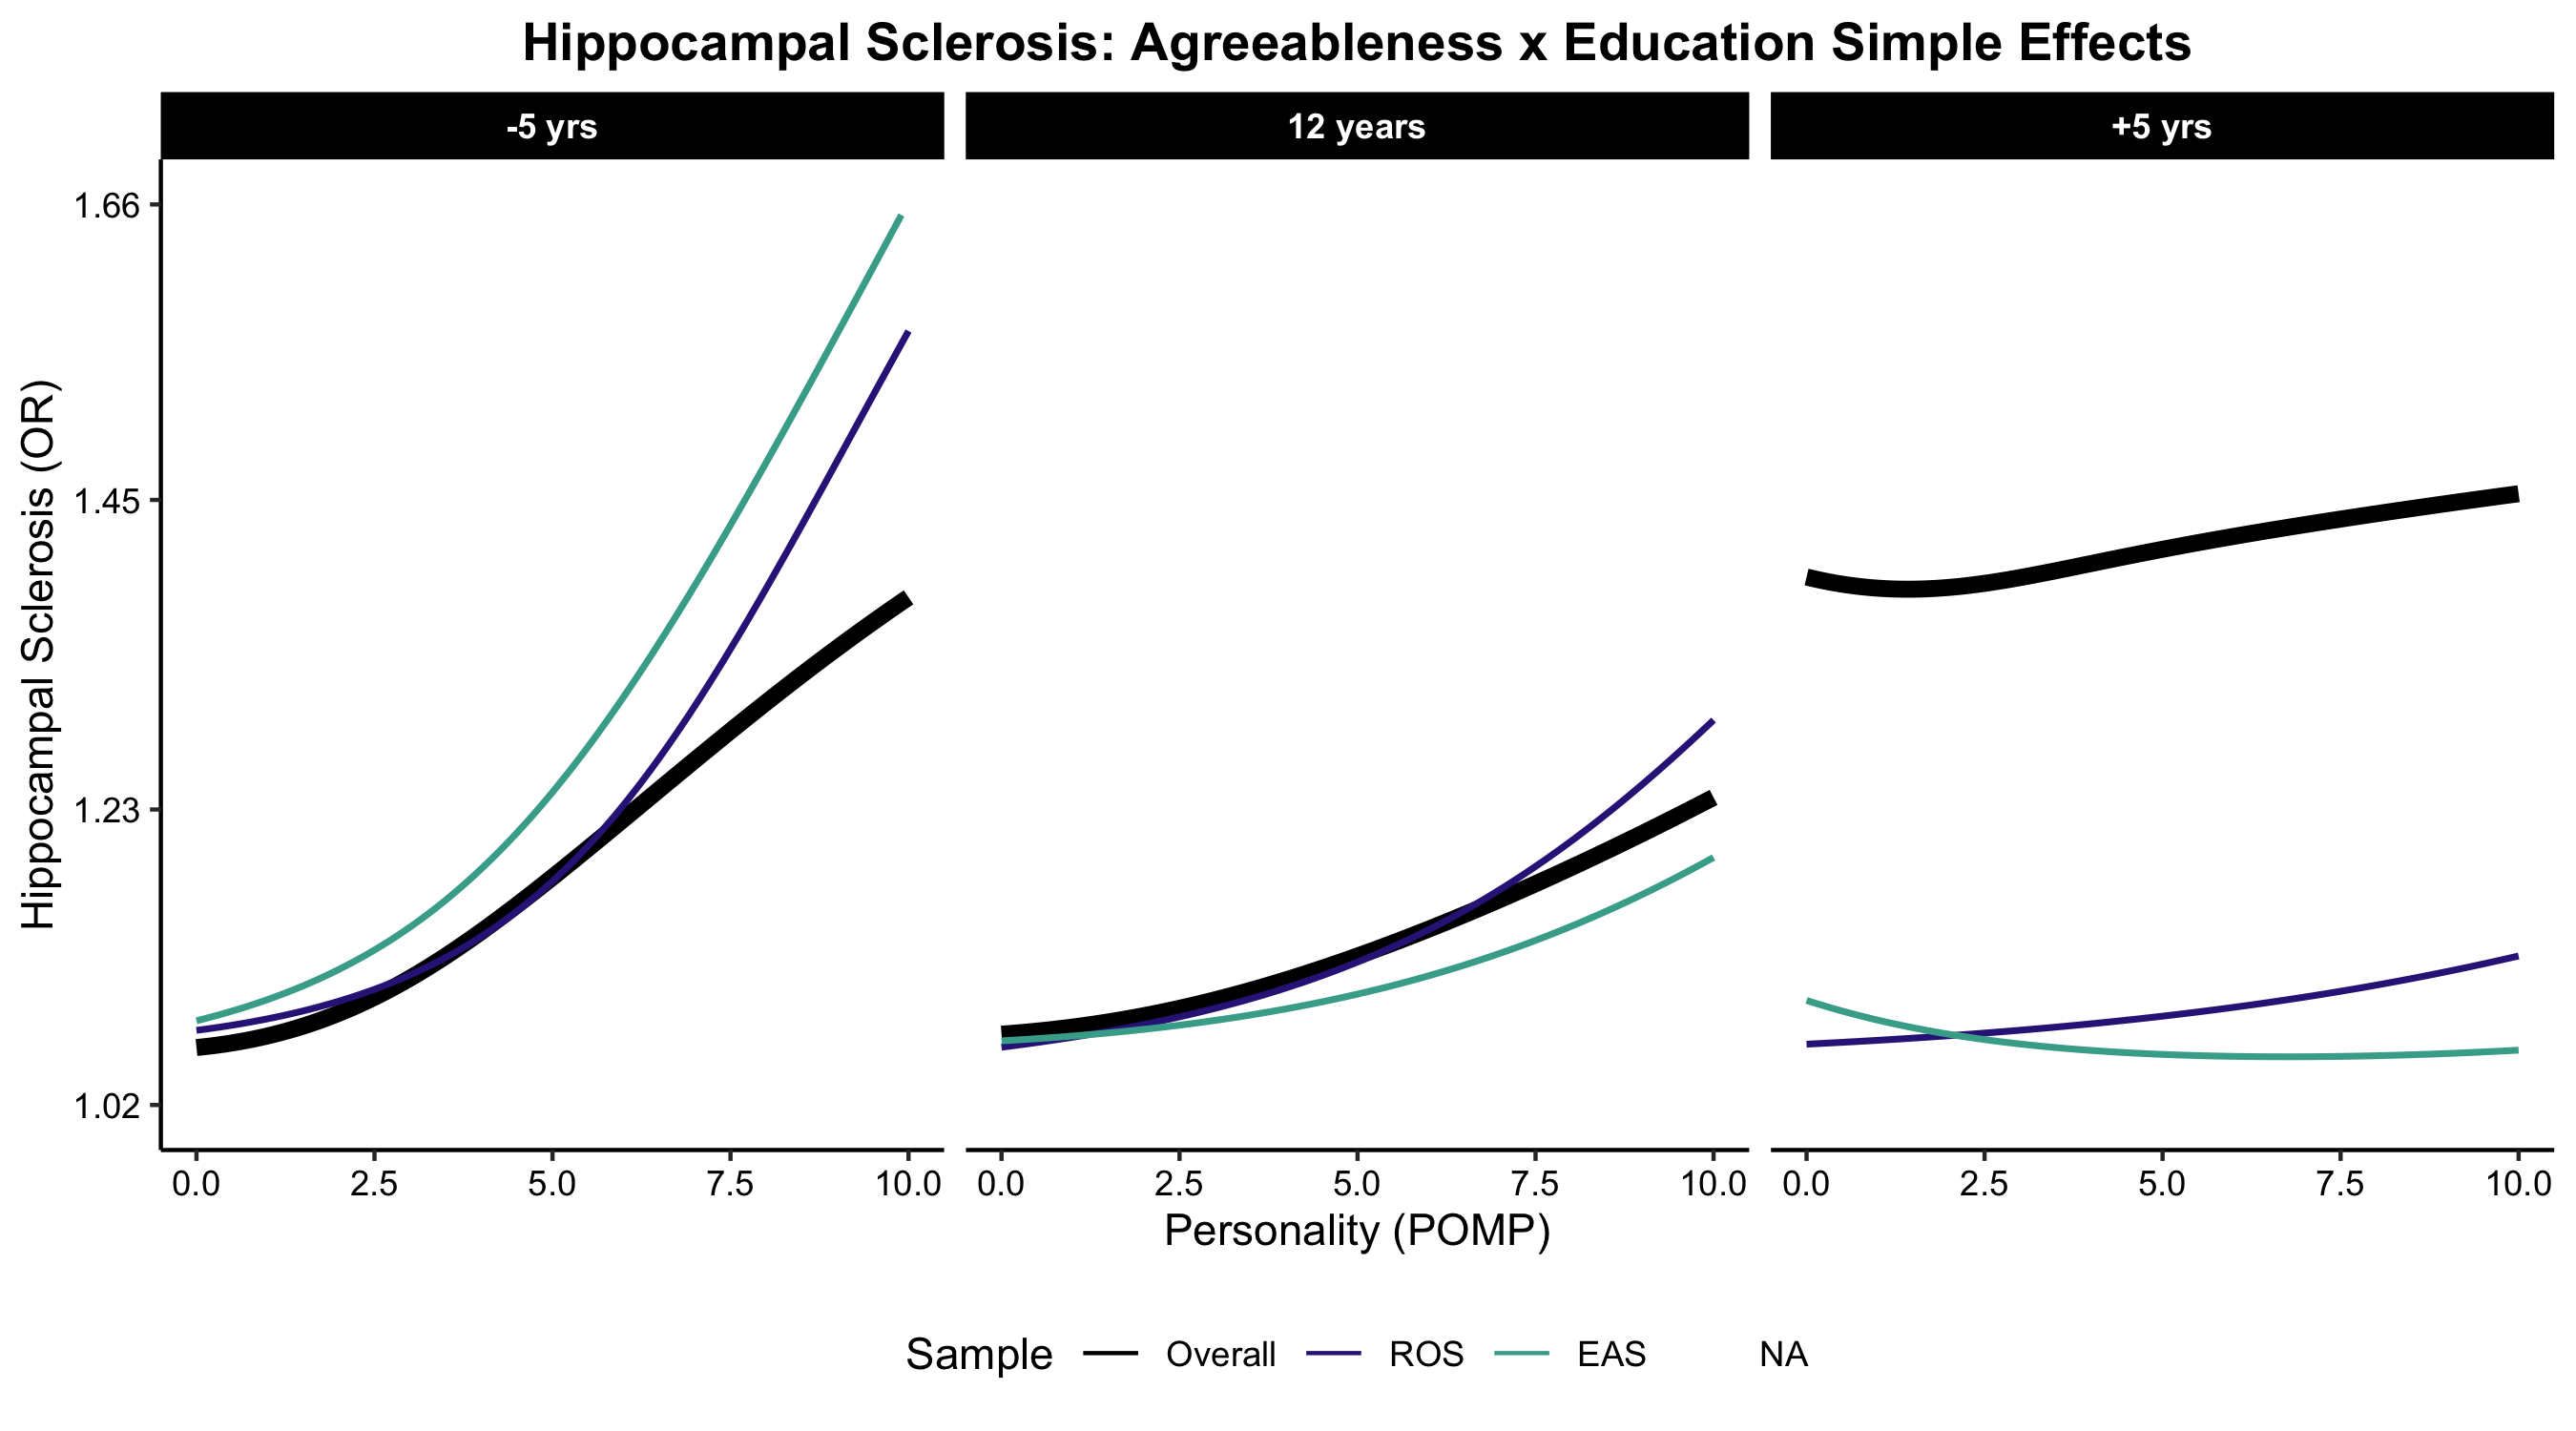 Hippocampal Sclerosis: Agreeableness x Education Simple Effects
-5 yrs
12 years
+5 yrs
Hippocampal Sclerosis (OR)
1.66
1.45
1.23
1.02
0.0 2.5 5.0 7.5 10.0
0.0 2.5 5.0 7.5 10.0
0.0 2.5 5.0 7.5 10.0
Personality (POMP)
Sample Overall ROS EAS NA